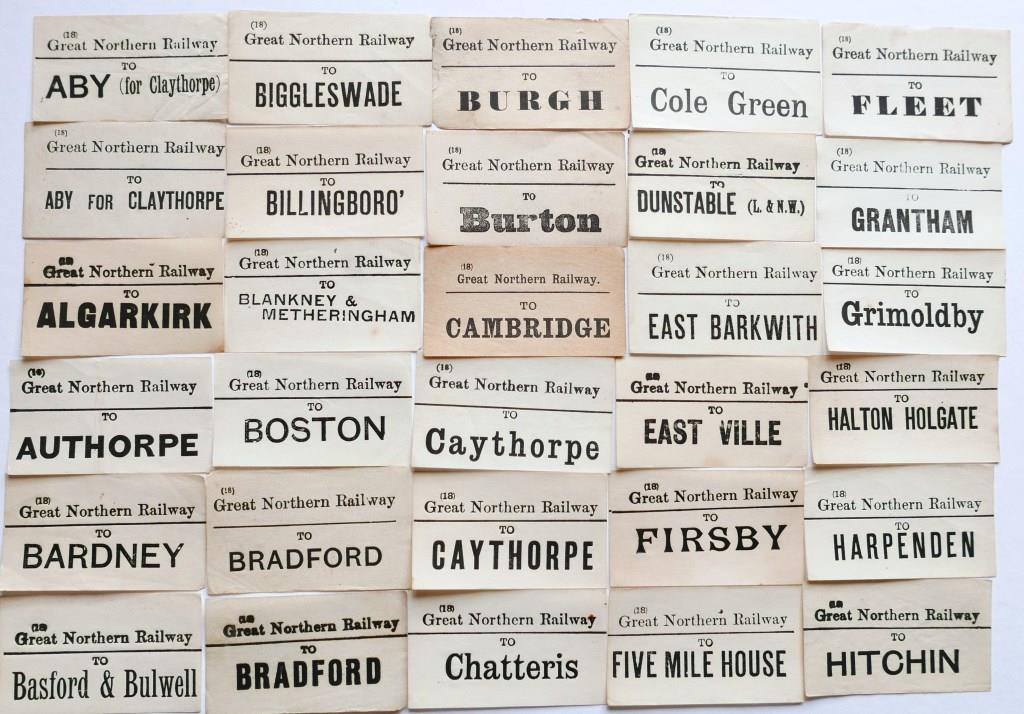 (18)
Great Northern Railway
TO
ABY (for Claythorpe)
(18)
Great Northern Railway
TO
ABY FOR CLAYTHORPE
(18)
Great Northern Railway
TO
ALGARKIRK
(18)
Great Northern Railway
TO
AUTHORPE
(18)
Great Northern Railway
TO
BARDNEY
(18)
Great Northern Railway
TO
Basford & Bulwell
(18)
Great Northern Railway
TO
BIGGLESWADE
(18)
Great Northern Railway
TO
BILLINGBORO'
(18)
Great Northern Railway
TO
BLANKNEY &
METHERINGHAM
(18)
Great Northern Railway
TO
BOSTON
(18)
Great Northern Railway
TO
BRADFORD
(18)
Great Northern Railway
TO
BRADFORD
(18)
Great Northern Railway
TO
BURGH
(18)
Great Northern Railway
TO
Burton
(18)
Great Northern Railway.
TO
CAMBRIDGE
(18)
Great Northern Railway
TO
Caythorpe
(18)
Great Northern Railway
TO
CAYTHORPE
(18)
Great Northern Railway
TO
Chatteris
(18)
Great Northern Railway
TO
Cole Green
(18)
Great Northern Railway
TO
DUNSTABLE (L. & N.W.)
(18)
Great Northern Railway
TO
EAST BARKWITH
(18)
Great Northern Railway
TO
EAST VILLE
(18)
Great Northern Railway
TO
FIRSBY
(18)
Great Northern Railway
TO
FIVE MILE HOUSE
(18)
Great Northern Railway
TO
FLEET
(18)
Great Northern Railway
TO
GRANTHAM
(18)
Great Northern Railway
TO
Grimoldby
(18)
Great Northern Railway
TO
HALTON HOLGATE
(18)
Great Northern Railway
TO
HARPENDEN
(18)
Great Northern Railway
TO
HITCHIN